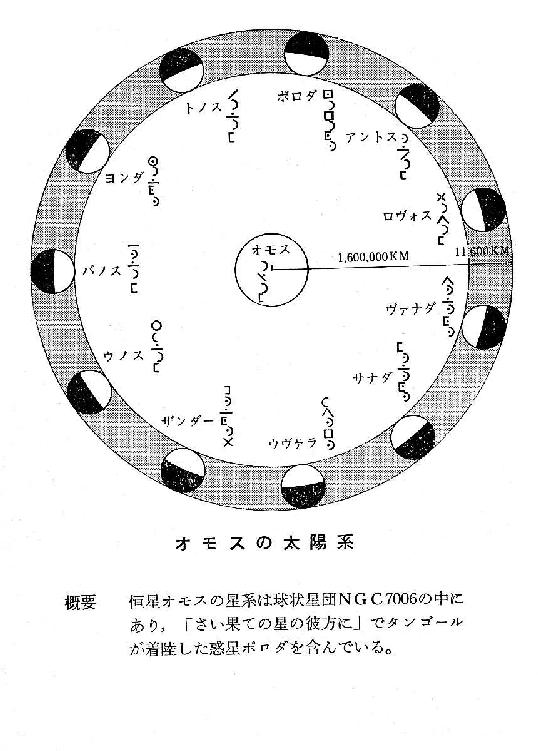 ポロダ
トノス
アントス
ヨンダ
ロヴォス
オモス
1,600,000KM
11,600KM
バノス
ヴァナダ
ウノス
サナダ
ザンダー
ウヴァラ
オモスの太陽系
概要 恒星オモスの星系は球状星団NGC7006の中に
あり，「さい果ての星の彼方に」でタンゴール
が着陸した惑星ポロダを含んでいる。